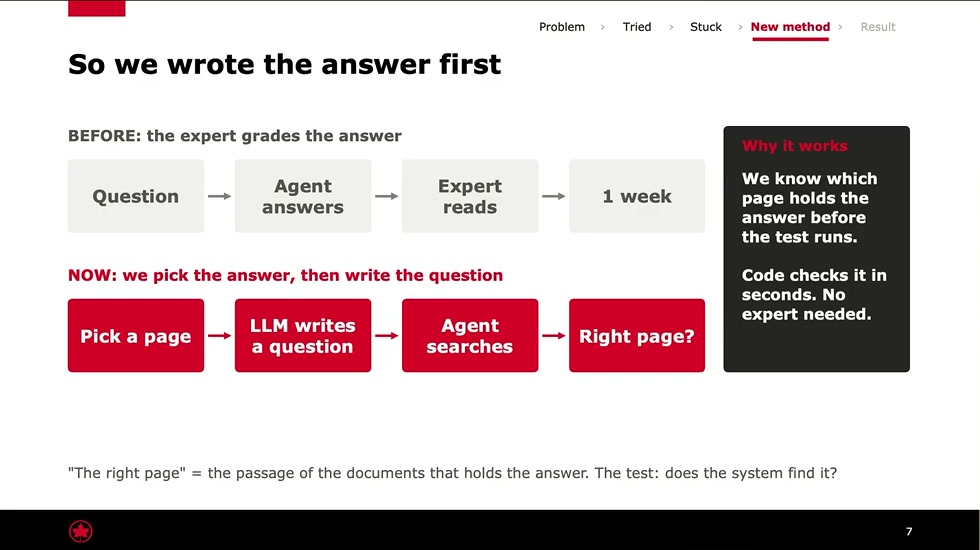 Problem › Tried › Stuck › New method › Result
So we wrote the answer first
BEFORE: the expert grades the answer
Question
Agent
answers
Expert
reads
1 week
NOW: we pick the answer, then write the question
Pick a page
LLM writes
a question
Agent
searches
Right page?
Why it works
We know which
page holds the
answer before
the test runs.
Code checks it in
seconds. No
expert needed.
"The right page" = the passage of the documents that holds the answer. The test: does the system find it?
7